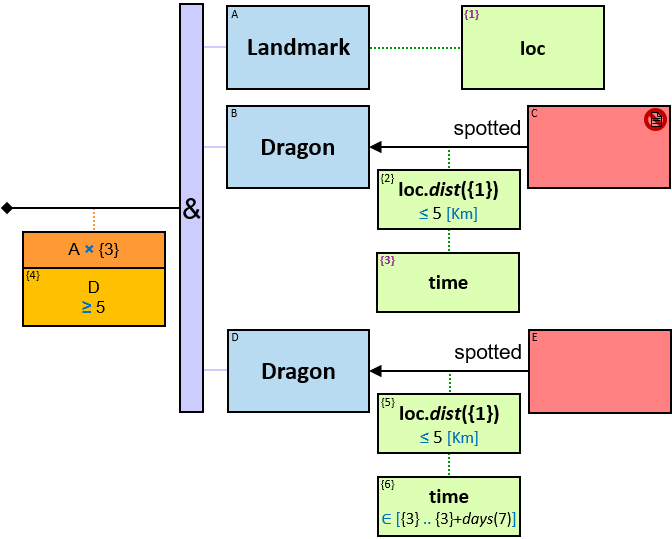 A
Landmark
{1}
loc
B
Dragon
spotted
C
{2}
loc.dist({1})
≤ 5 [Km]
{3}
time
&
A × {3}
{4}
D
≥ 5
D
Dragon
spotted
E
{5}
loc.dist({1})
≤ 5 [Km]
{6}
time
∈ [{3} .. {3}+days(7)]